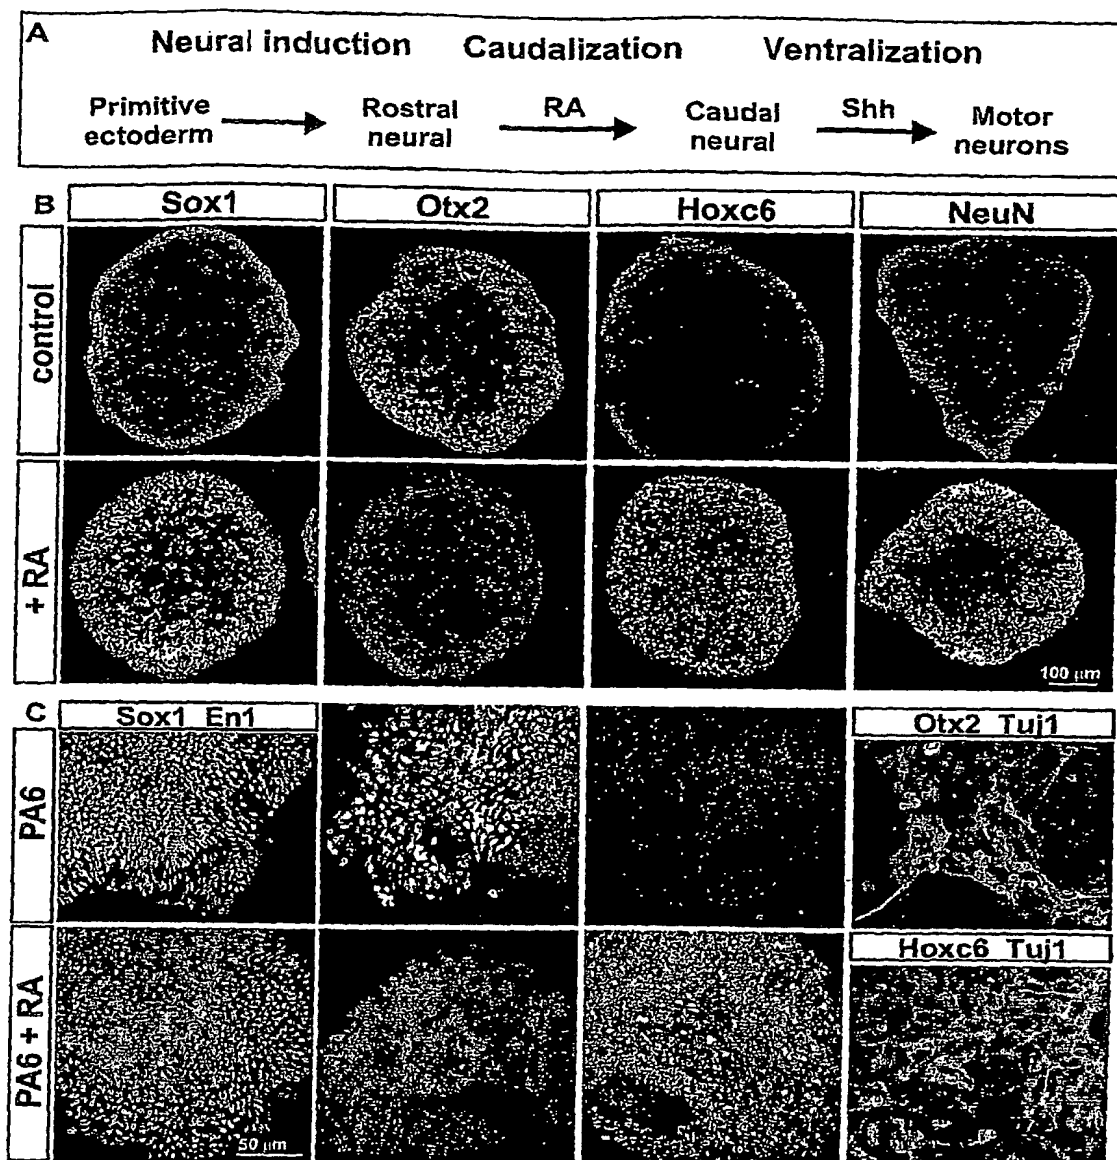 A
Neural induction Caudalization Ventralization
Primitive ectoderm Rostral neural RA Caudal neural Shh Motor neurons
B
Sox1 Otx2 Hoxc6 NeuN
control
+ RA
100 µm
C
Sox1 En1 Otx2 Tuj1
PA6
Hoxc6 Tuj1
PA6 + RA
50 µm